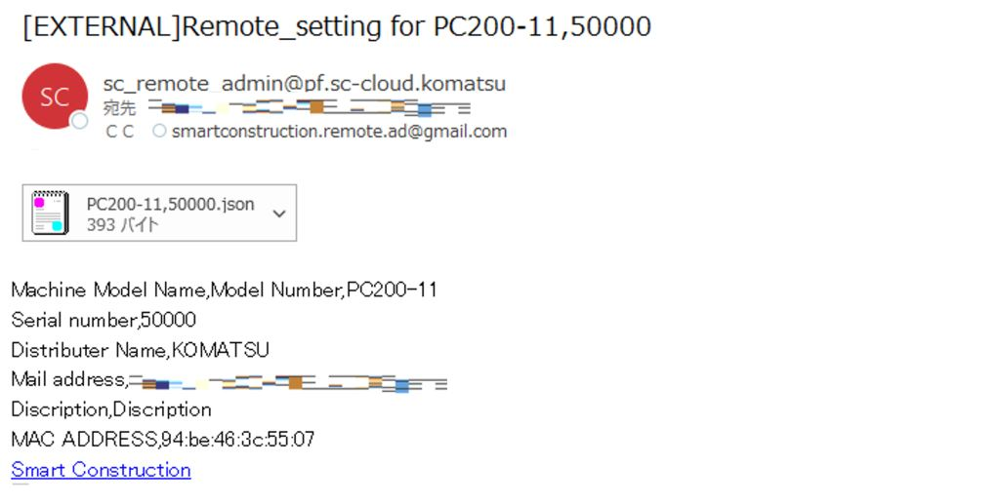 [EXTERNAL]Remote_setting for PC200-11,50000
SC
sc_remote_admin@pf.sc-cloud.komatsu
宛先
CC smartconstruction.remote.ad@gmail.com
PC200-11,50000.json
393 バイト
Machine Model Name,Model Number,PC200-11
Serial number,50000
Distributer Name,KOMATSU
Mail address,
Discription,Discription
MAC ADDRESS,94:be:46:3c:55:07
Smart Construction